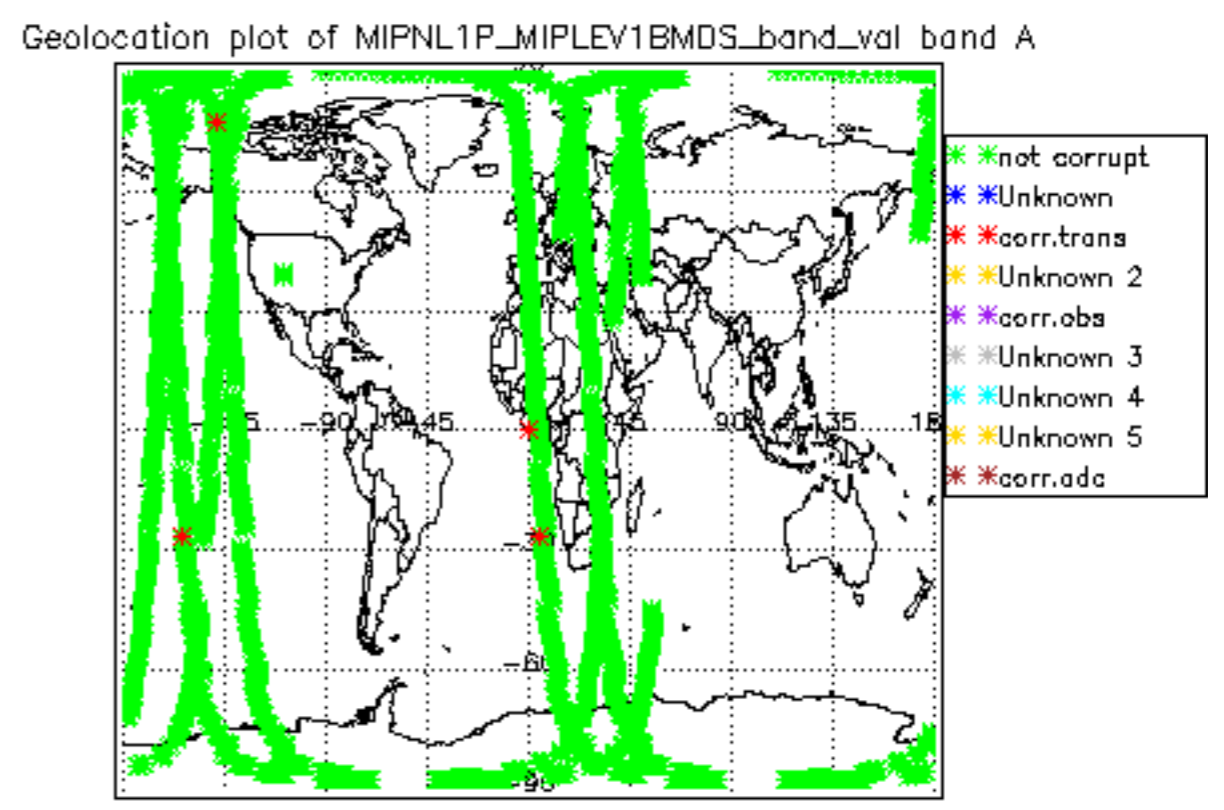 Geolocation plot of MIPNL1P_MIPLEV1BMDS_band_val band A
not corrupt
Unknown
corr.trans
Unknown 2
corr.obs
Unknown 3
Unknown 4
Unknown 5
corr.adc
-90
-45
45
90
135
-60
-90